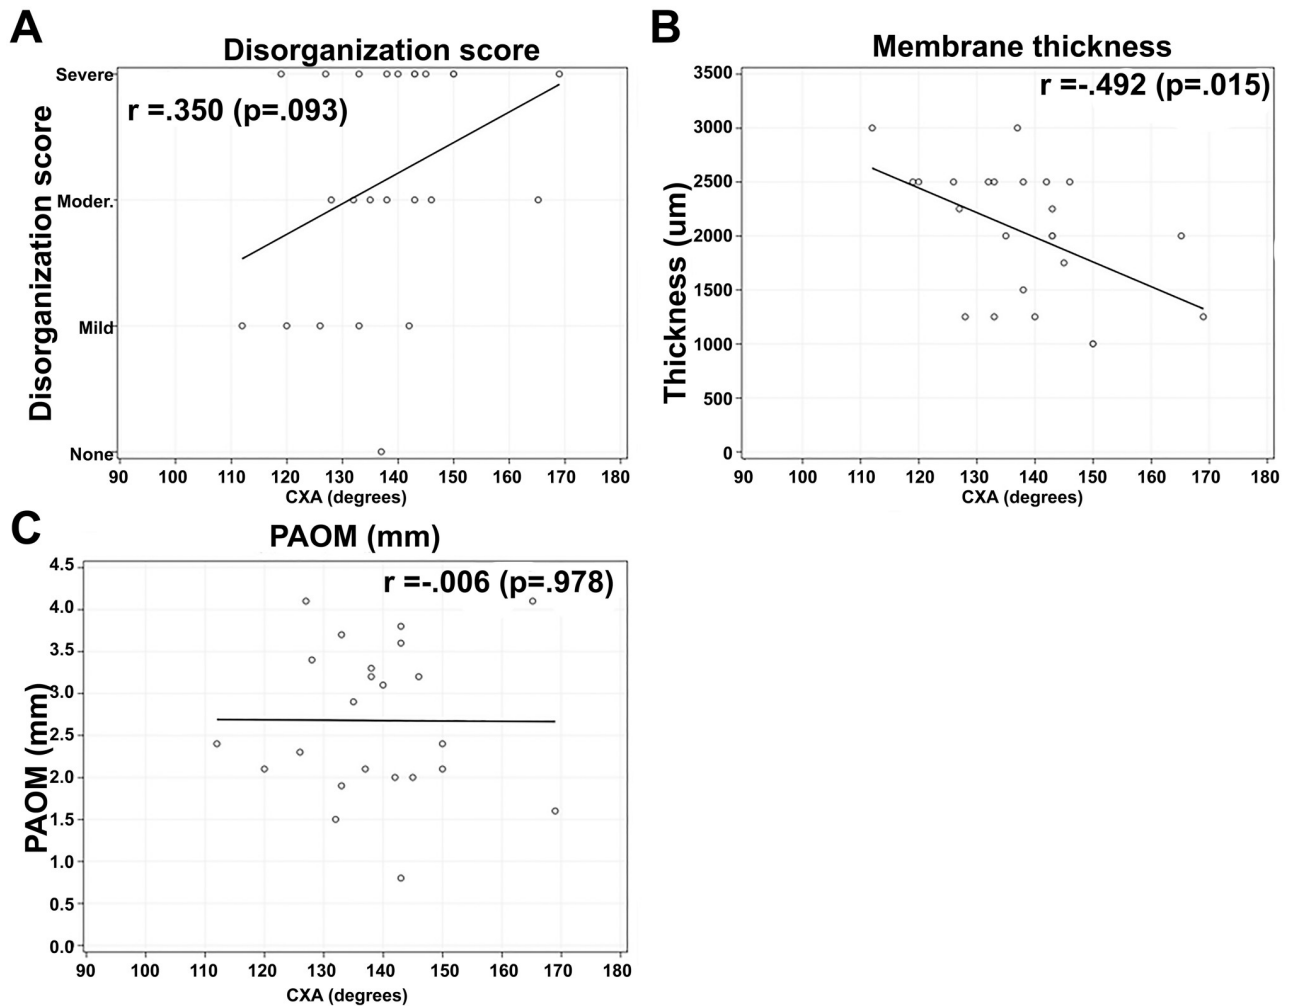 A
Disorganization score
Disorganization score
Severe
Moder.
Mild
None
r =.350 (p=.093)
90 100 110 120 130 140 150 160 170 180
CXA (degrees)
B
Membrane thickness
Thickness (um)
3500
3000
2500
2000
1500
1000
500
0
r =-.492 (p=.015)
90 100 110 120 130 140 150 160 170 180
CXA (degrees)
C
PAOM (mm)
PAOM (mm)
4.5
4.0
3.5
3.0
2.5
2.0
1.5
1.0
0.5
0.0
r =-.006 (p=.978)
90 100 110 120 130 140 150 160 170 180
CXA (degrees)